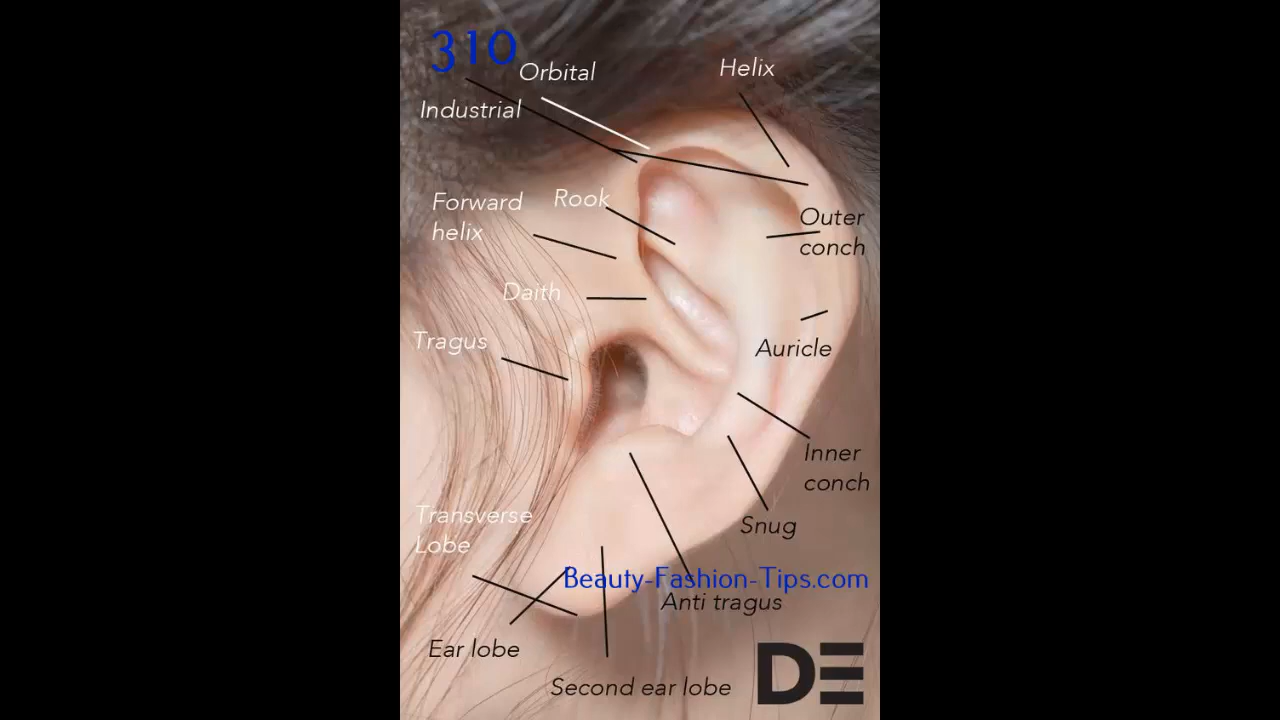 310
Orbital
Helix
Industrial
Forward
helix
Rook
Outer
conch
Daith
Tragus
Auricle
Inner
conch
Transverse
Lobe
Snug
Beauty-Fashion-Tips.com
Anti tragus
Ear lobe
Second ear lobe
DE